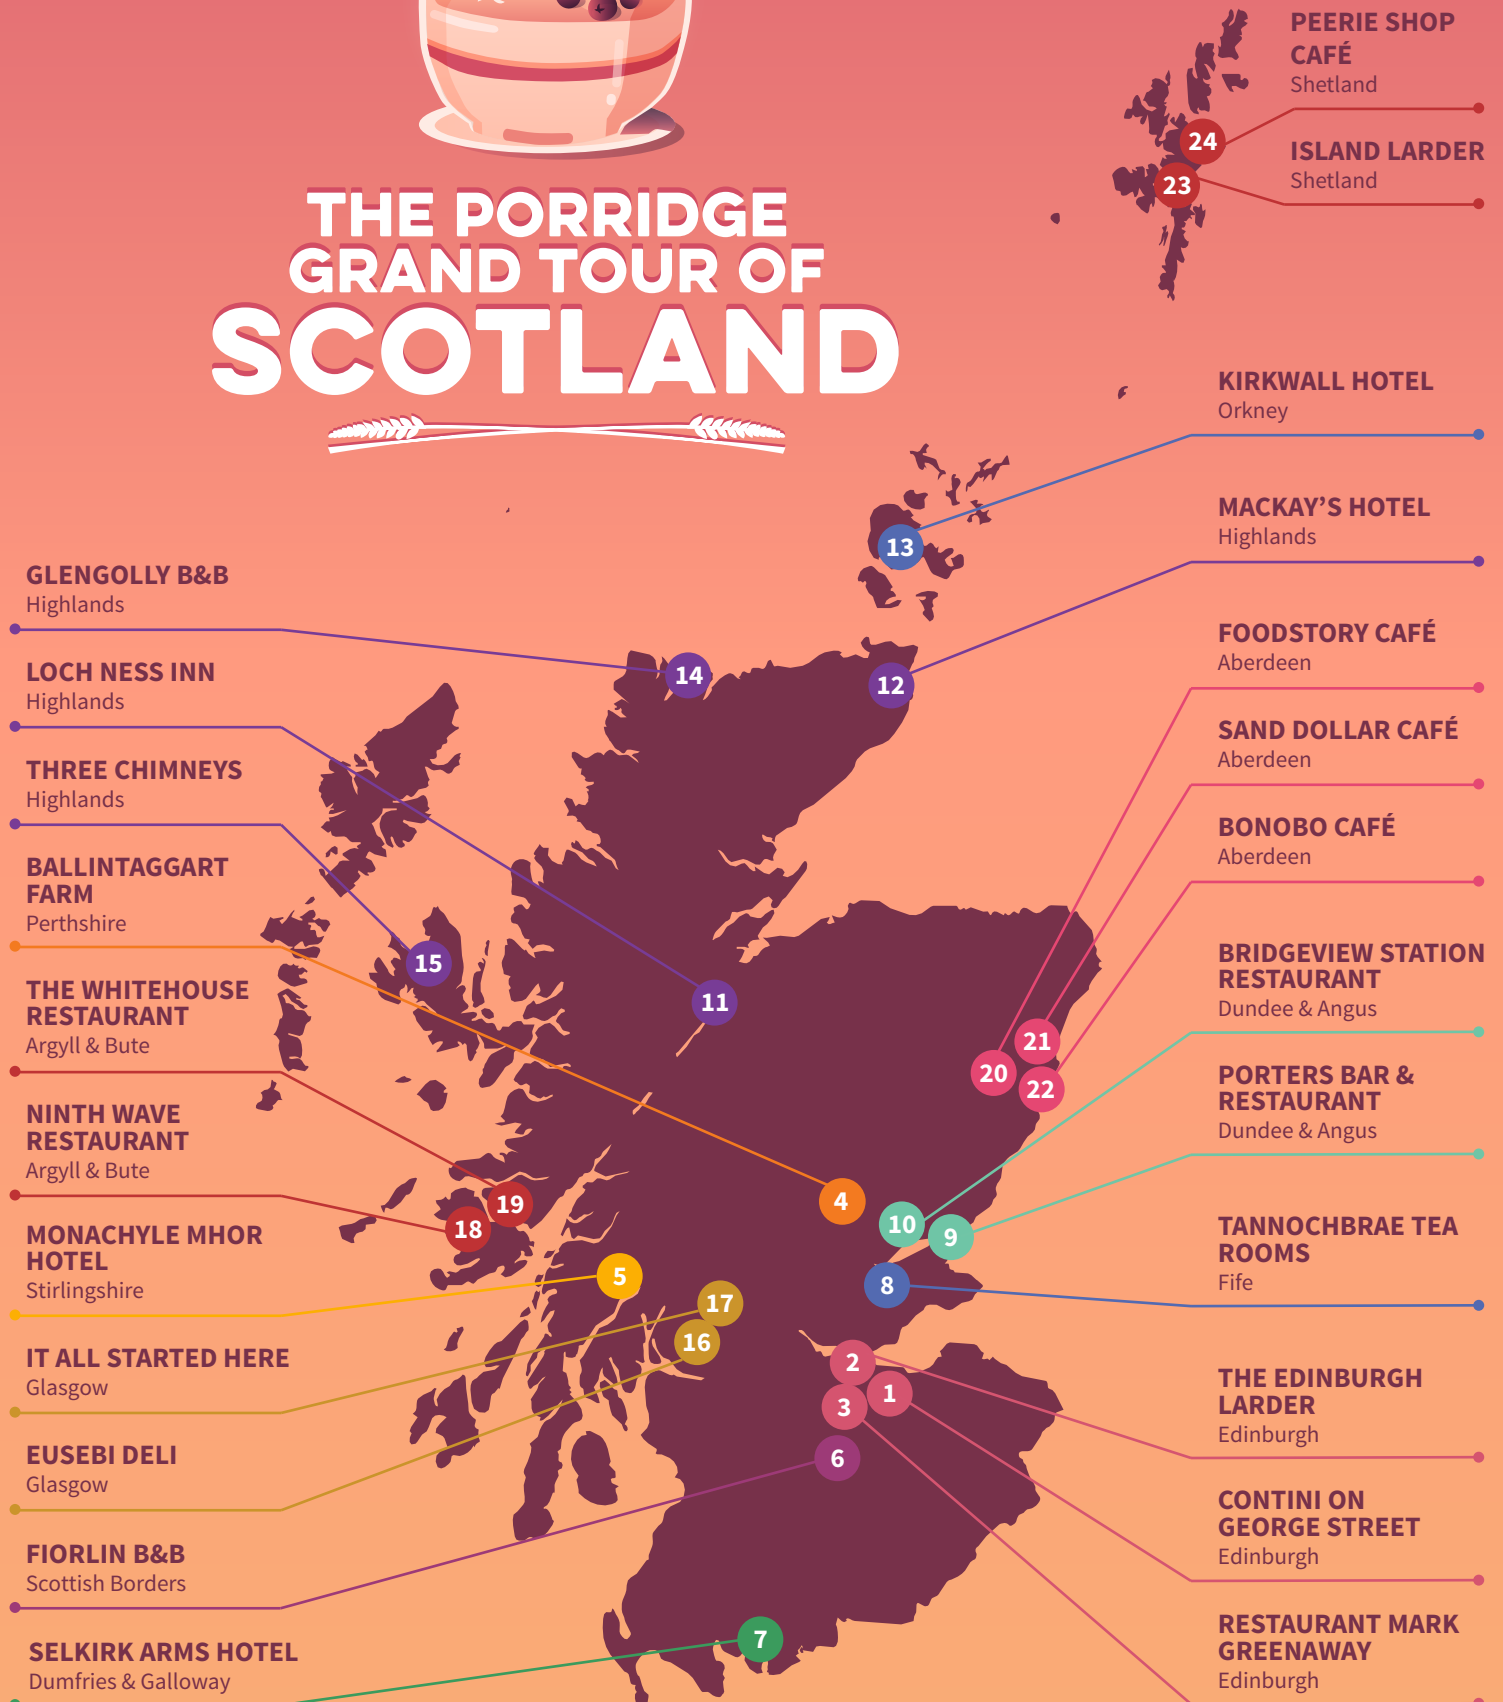 THE PORRIDGE
GRAND TOUR OF
SCOTLAND
PEERIE SHOP
CAFÉ
Shetland
ISLAND LARDER
Shetland
24
23
KIRKWALL HOTEL
Orkney
MACKAY'S HOTEL
Highlands
FOODSTORY CAFÉ
Aberdeen
SAND DOLLAR CAFÉ
Aberdeen
BONOBO CAFÉ
Aberdeen
BRIDGEVIEW STATION
RESTAURANT
Dundee & Angus
PORTERS BAR &
RESTAURANT
Dundee & Angus
TANNOCHBRAE TEA
ROOMS
Fife
THE EDINBURGH
LARDER
Edinburgh
CONTINI ON
GEORGE STREET
Edinburgh
RESTAURANT MARK
GREENAWAY
Edinburgh
GLENGOLLY B&B
Highlands
LOCH NESS INN
Highlands
THREE CHIMNEYS
Highlands
BALLINTAGGART
FARM
Perthshire
THE WHITEHOUSE
RESTAURANT
Argyll & Bute
NINTH WAVE
RESTAURANT
Argyll & Bute
MONACHYLE MHOR
HOTEL
Stirlingshire
IT ALL STARTED HERE
Glasgow
EUSEBI DELI
Glasgow
FIORLIN B&B
Scottish Borders
SELKIRK ARMS HOTEL
Dumfries & Galloway
13
14
12
15
11
21
20
22
4
19
18
10
9
5
8
17
16
2
1
3
6
7